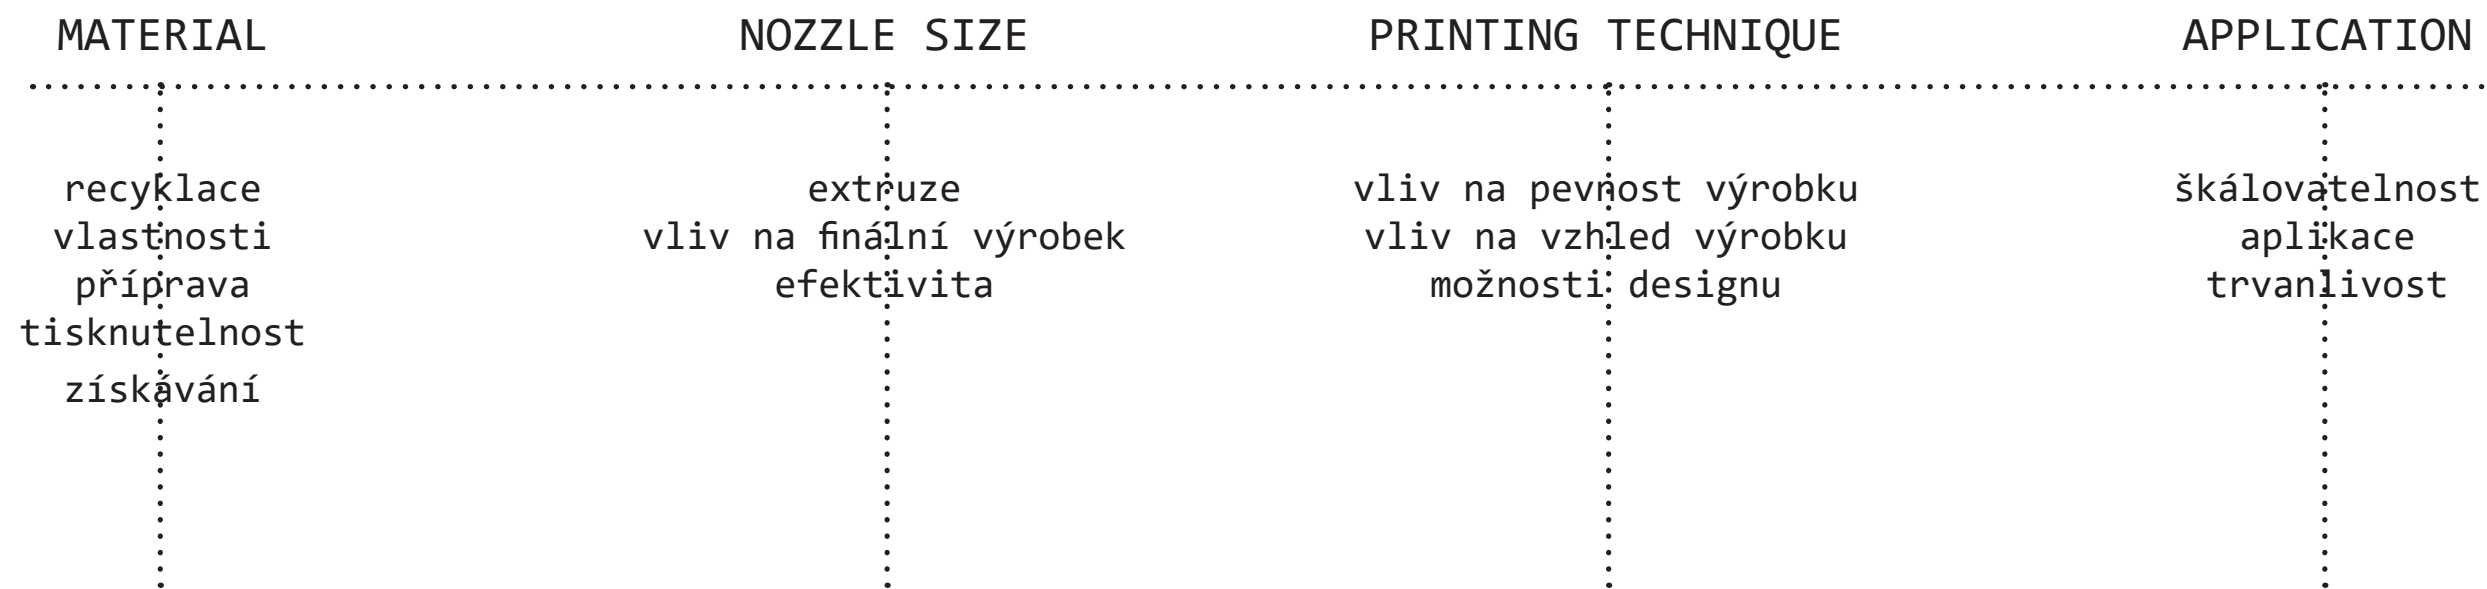 MATERIAL
recyklace
vlastnosti
příprava
tisknutelnost
získávání
NOZZLE SIZE
extruze
vliv na finální výrobek
efektivita
PRINTING TECHNIQUE
vliv na pevnost výrobku
vliv na vzhled výrobku
možnosti designu
APPLICATION
škálovatelnost
aplikace
trvanlivost